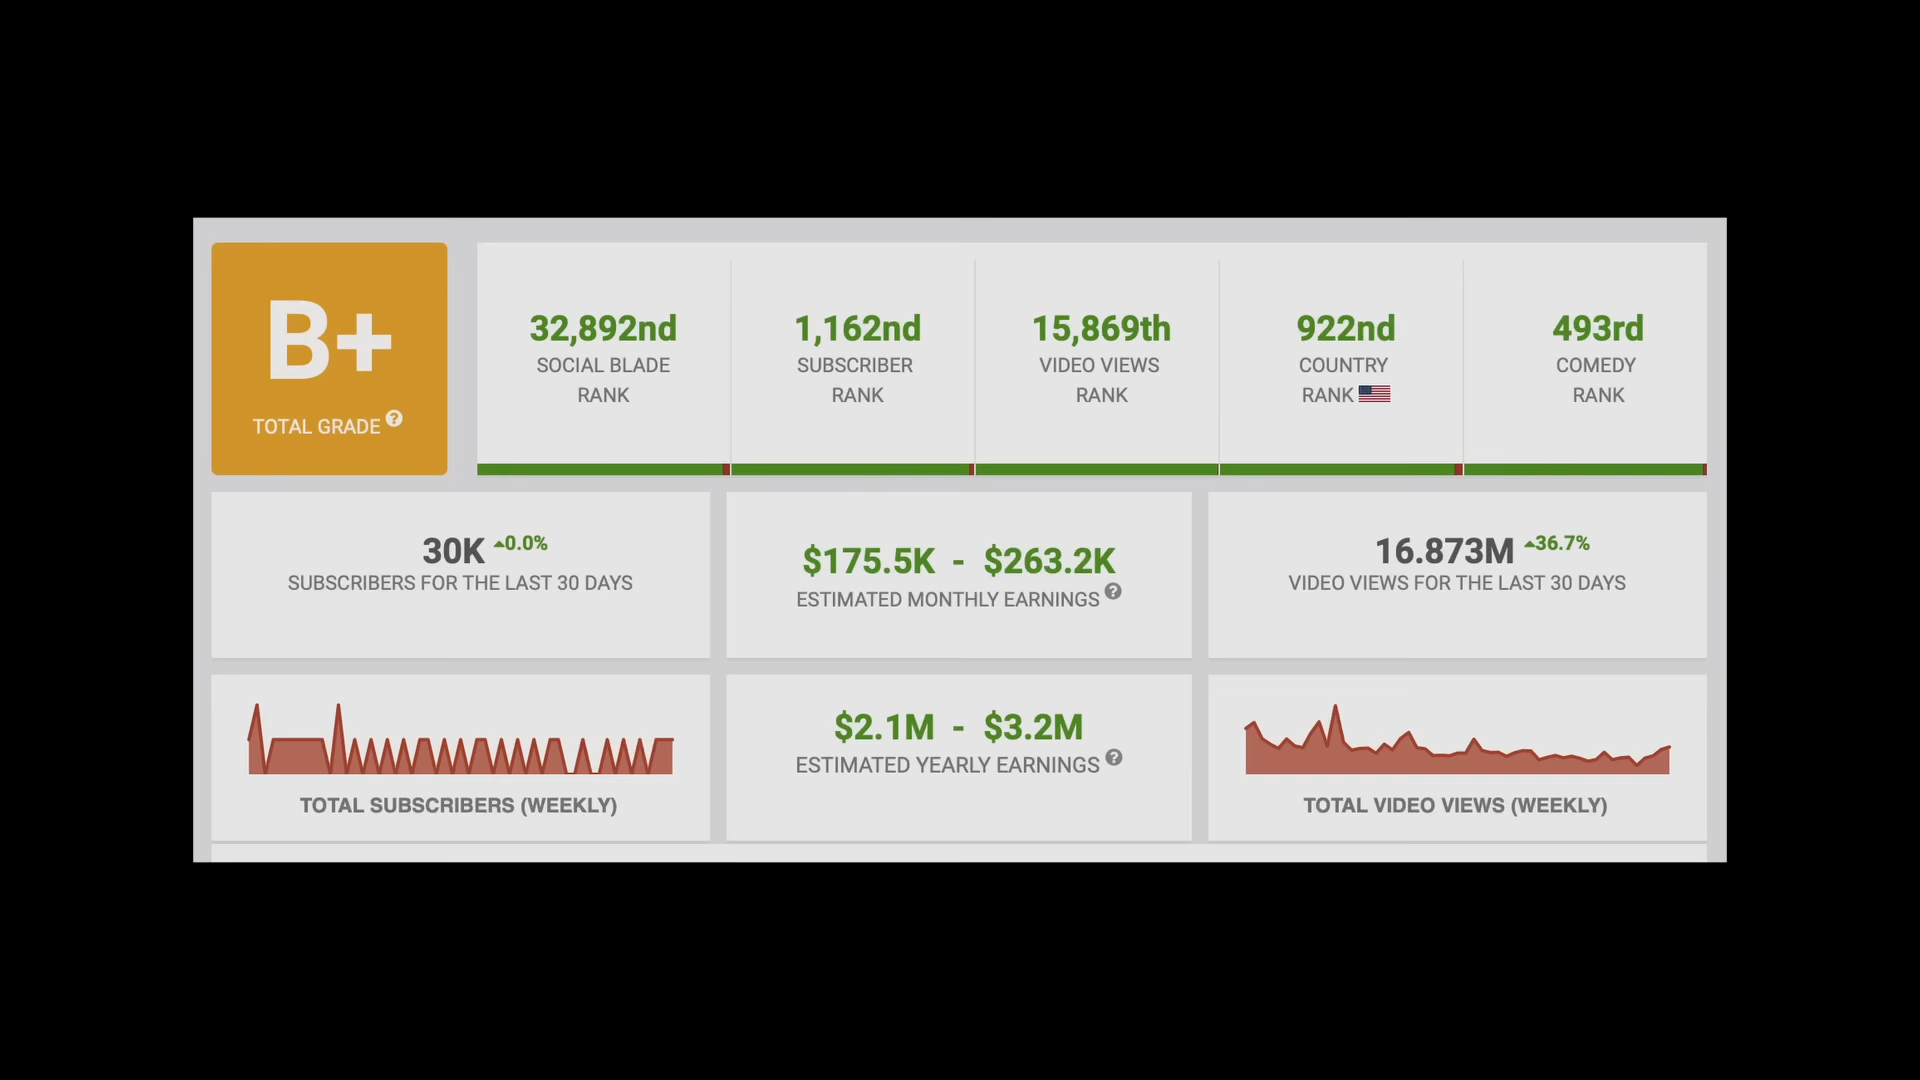 B+
TOTAL GRADE ?
32,892nd
SOCIAL BLADE
RANK
1,162nd
SUBSCRIBER
RANK
15,869th
VIDEO VIEWS
RANK
922nd
COUNTRY
RANK
493rd
COMEDY
RANK
30K 0.0%
SUBSCRIBERS FOR THE LAST 30 DAYS
$175.5K - $263.2K
ESTIMATED MONTHLY EARNINGS ?
16.873M 36.7%
VIDEO VIEWS FOR THE LAST 30 DAYS
TOTAL SUBSCRIBERS (WEEKLY)
$2.1M - $3.2M
ESTIMATED YEARLY EARNINGS ?
TOTAL VIDEO VIEWS (WEEKLY)